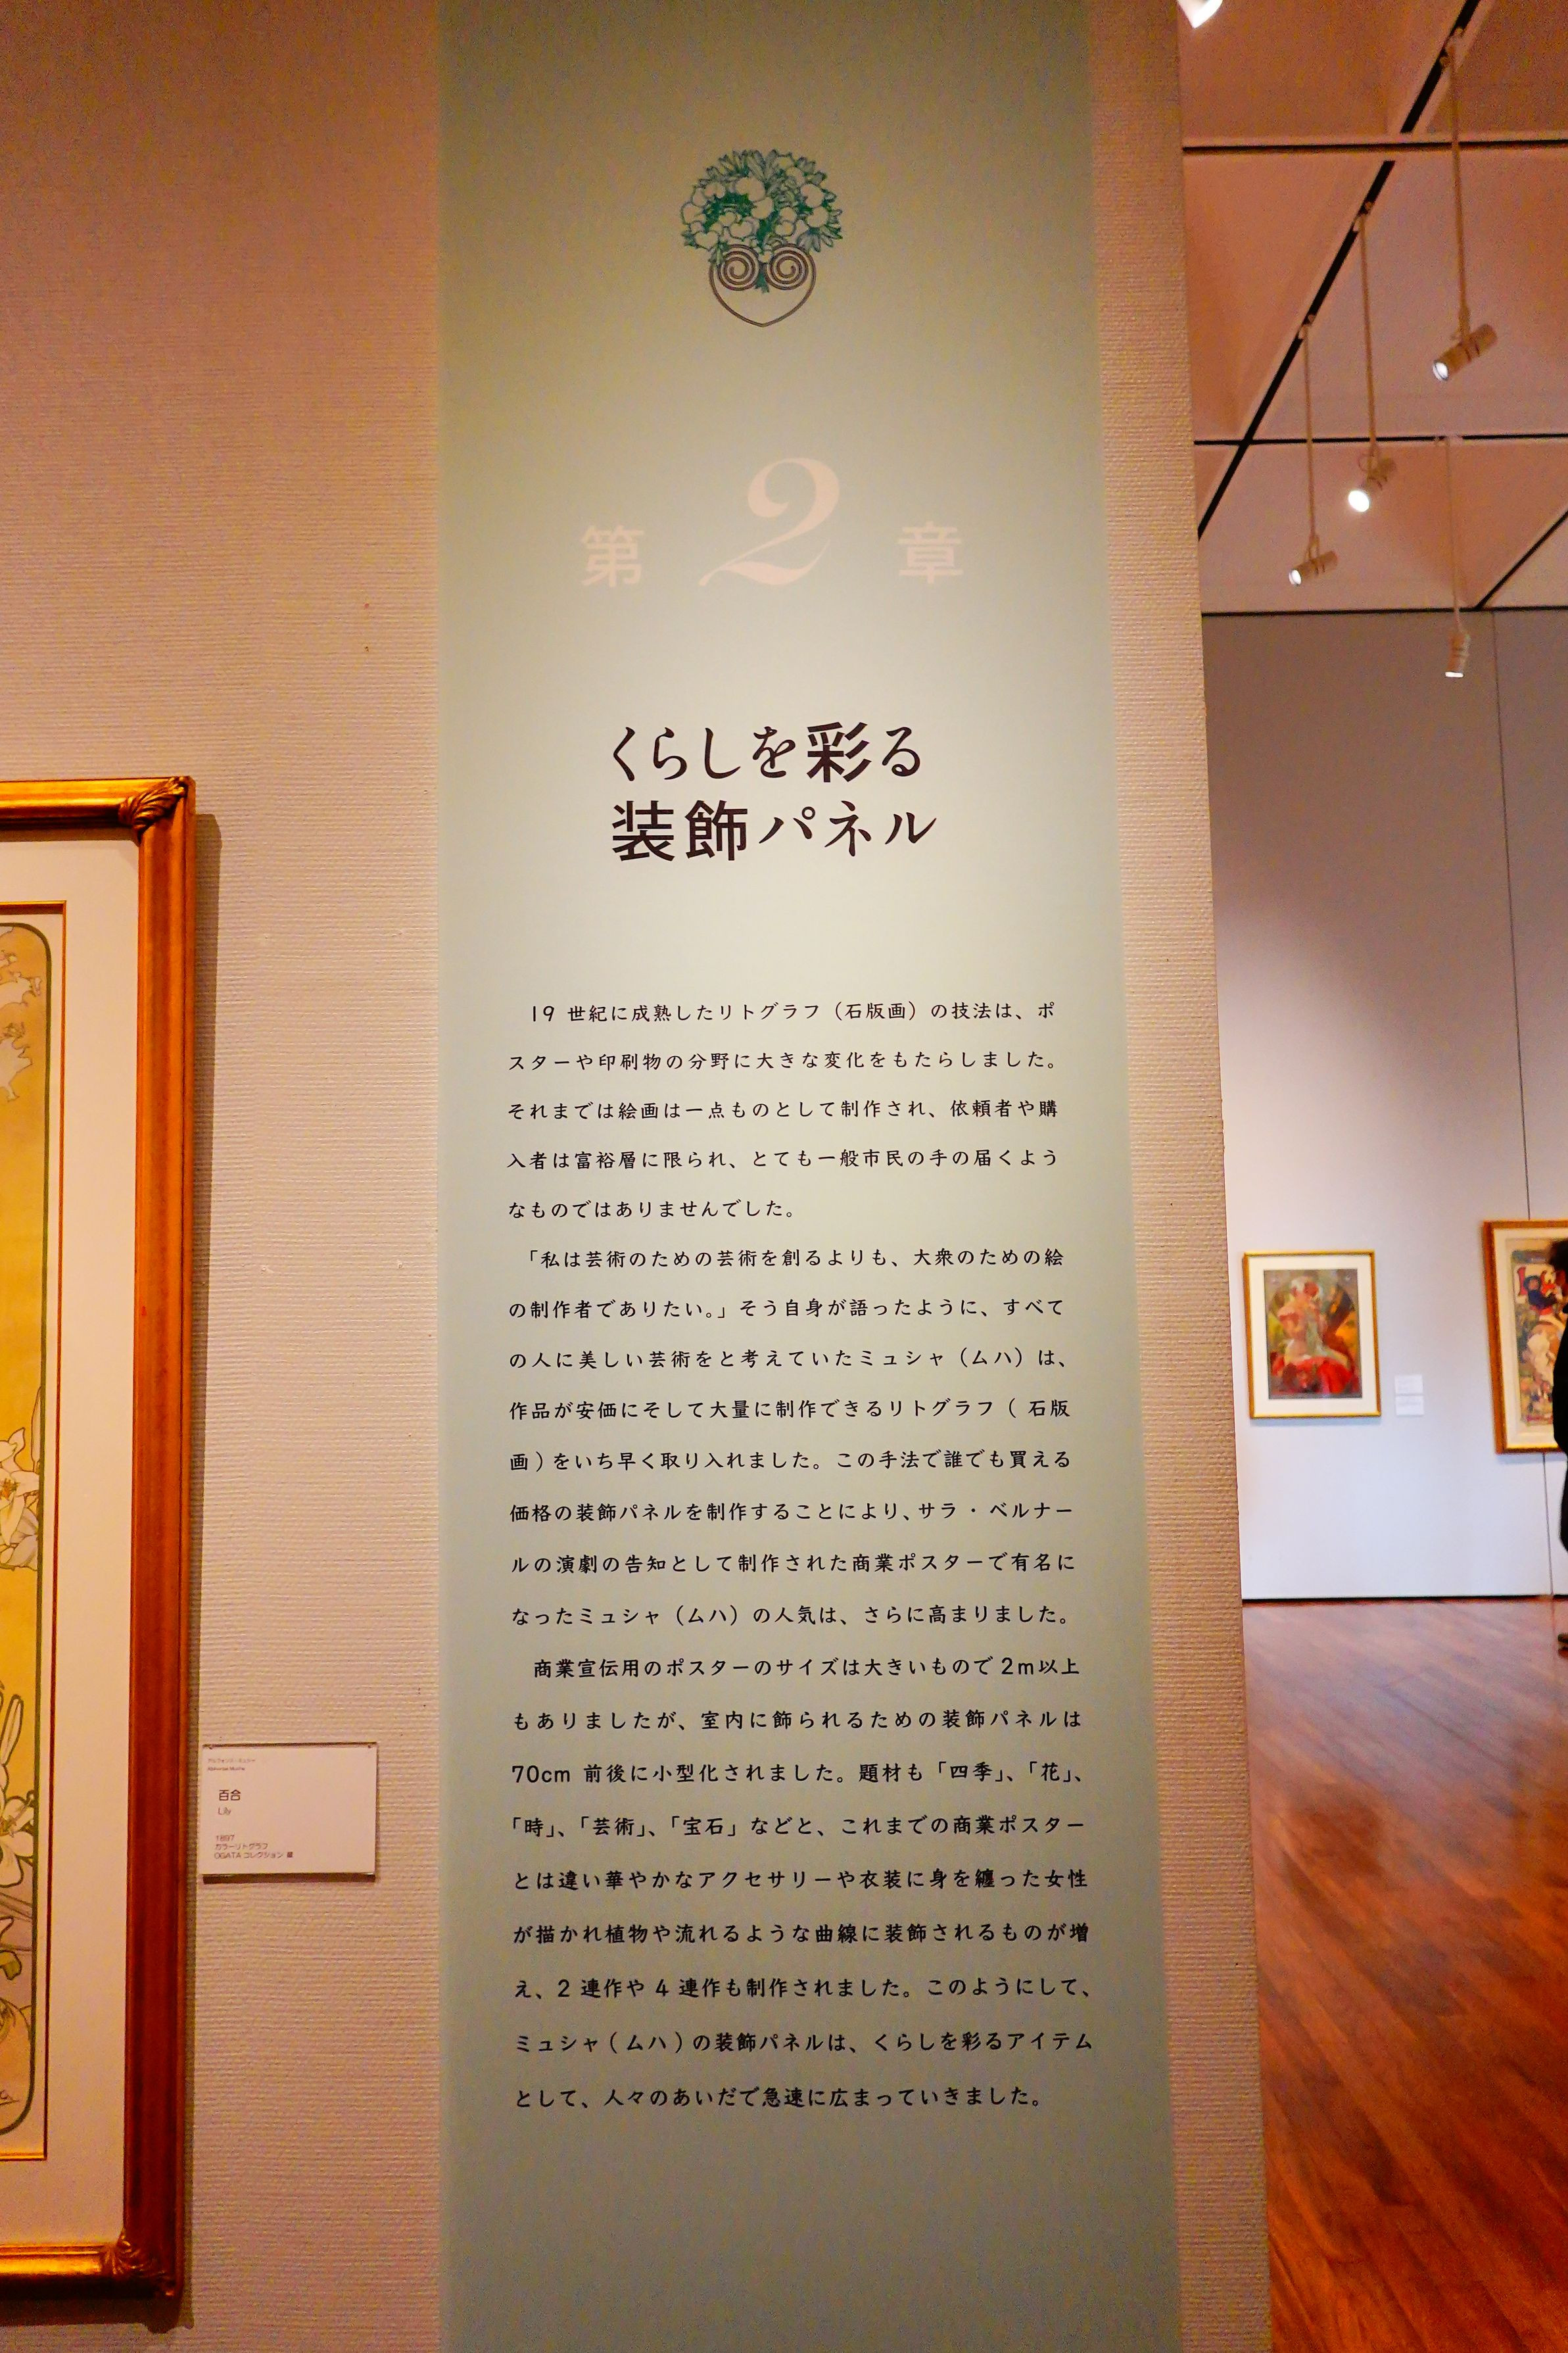 第2章
くらしを彩る
装飾パネル
19 世紀に成熟したリトグラフ（石版画）の技法は、ポ
スターや印刷物の分野に大きな変化をもたらしました。
それまでは絵画は一点ものとして制作され、依頼者や購
入者は富裕層に限られ、とても一般市民の手の届くよう
なものではありませんでした。
「私は芸術のための芸術を創るよりも、大衆のための絵
の制作者でありたい。」そう自身が語ったように、すべて
の人に美しい芸術をと考えていたミュシャ（ムハ）は、
作品が安価にそして大量に制作できるリトグラフ（ 石版
画）をいち早く取り入れました。この手法で誰でも買える
価格の装飾パネルを制作することにより、サラ・ベルナー
ルの演劇の告知として制作された商業ポスターで有名に
なったミュシャ（ムハ）の人気は、さらに高まりました。
商業宣伝用のポスターのサイズは大きいもので 2m以上
もありましたが、室内に飾られるための装飾パネルは
70cm 前後に小型化されました。題材も「四季」、「花」、
「時」、「芸術」、「宝石」などと、これまでの商業ポスター
とは違い華やかなアクセサリーや衣装に身を纏った女性
が描かれ植物や流れるような曲線に装飾されるものが増
え、2 連作や 4 連作も制作されました。このようにして、
ミュシャ（ムハ）の装飾パネルは、くらしを彩るアイテム
として、人々のあいだで急速に広まっていきました。
アルフォンス・ミュシャ
Alphonse Mucha
百合
Lily
1897
カラーリトグラフ
OGATAコレクション 蔵